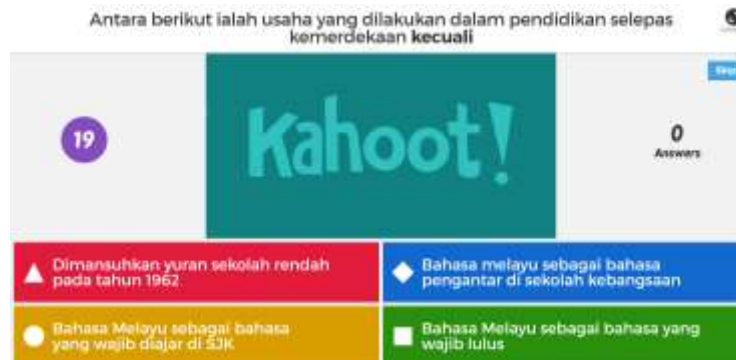 Antara berikut ialah usaha yang dilakukan dalam pendidikan selepas
kemerdekaan kecuali
19
Kahoot!
0
Answers
Dimansuhkan yuran sekolah rendah
pada tahun 1962
Bahasa melayu sebagai bahasa
pengantar di sekolah kebangsaan
Bahasa Melayu sebagai bahasa
yang wajib diajar di SJK
Bahasa Melayu sebagai bahasa yang
wajib lulus